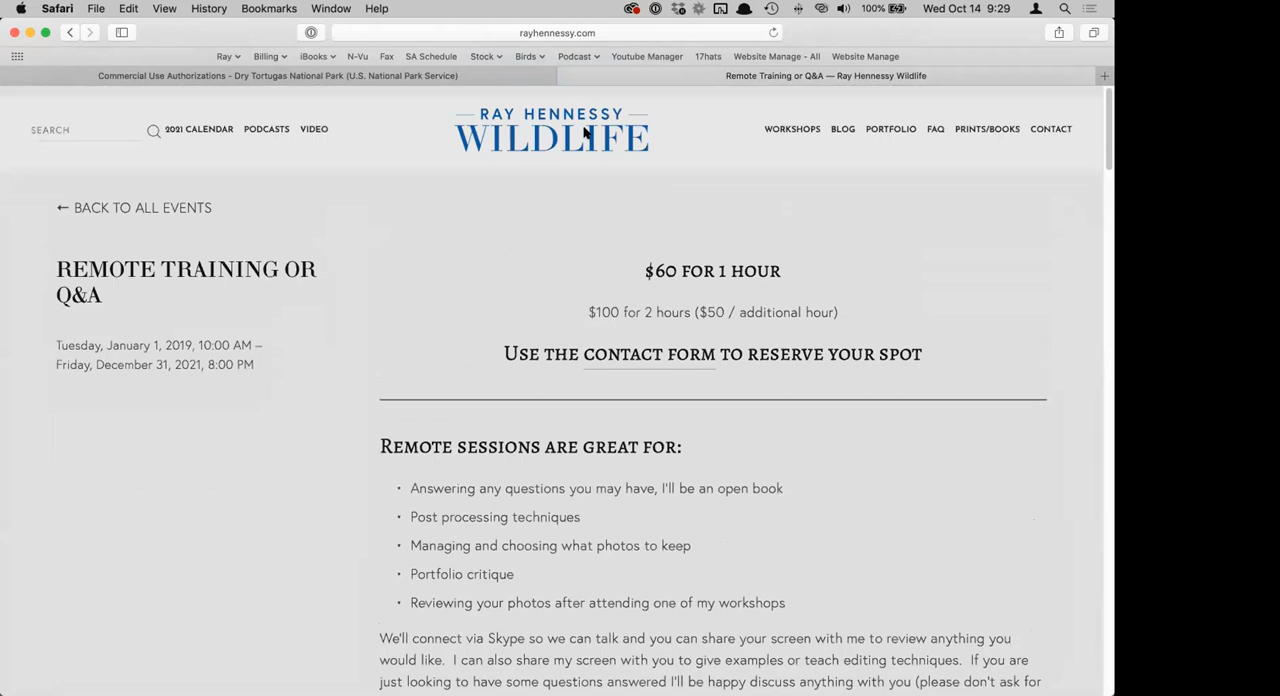 Safari File Edit View History Bookmarks Window Help 100% Wed Oct 14 9:29
rayhennessy.com
Ray Billing iBooks N-Vu Fax SA Schedule Stock Birds Podcast Youtube Manager 17hats Website Manage - All Website Manage
Commercial Use Authorizations - Dry Tortugas National Park (U.S. National Park Service) Remote Training or Q&A — Ray Hennessy Wildlife
SEARCH 2021 CALENDAR PODCASTS VIDEO
RAY HENNESSY
WILDLIFE
WORKSHOPS BLOG PORTFOLIO FAQ PRINTS/BOOKS CONTACT
← BACK TO ALL EVENTS
REMOTE TRAINING OR
Q&A
Tuesday, January 1, 2019, 10:00 AM –
Friday, December 31, 2021, 8:00 PM
$60 FOR 1 HOUR
$100 for 2 hours ($50 / additional hour)
USE THE CONTACT FORM TO RESERVE YOUR SPOT
REMOTE SESSIONS ARE GREAT FOR:
• Answering any questions you may have, I'll be an open book
• Post processing techniques
• Managing and choosing what photos to keep
• Portfolio critique
• Reviewing your photos after attending one of my workshops
We'll connect via Skype so we can talk and you can share your screen with me to review anything you
would like. I can also share my screen with you to give examples or teach editing techniques. If you are
just looking to have some questions answered I'll be happy discuss anything with you (please don't ask for